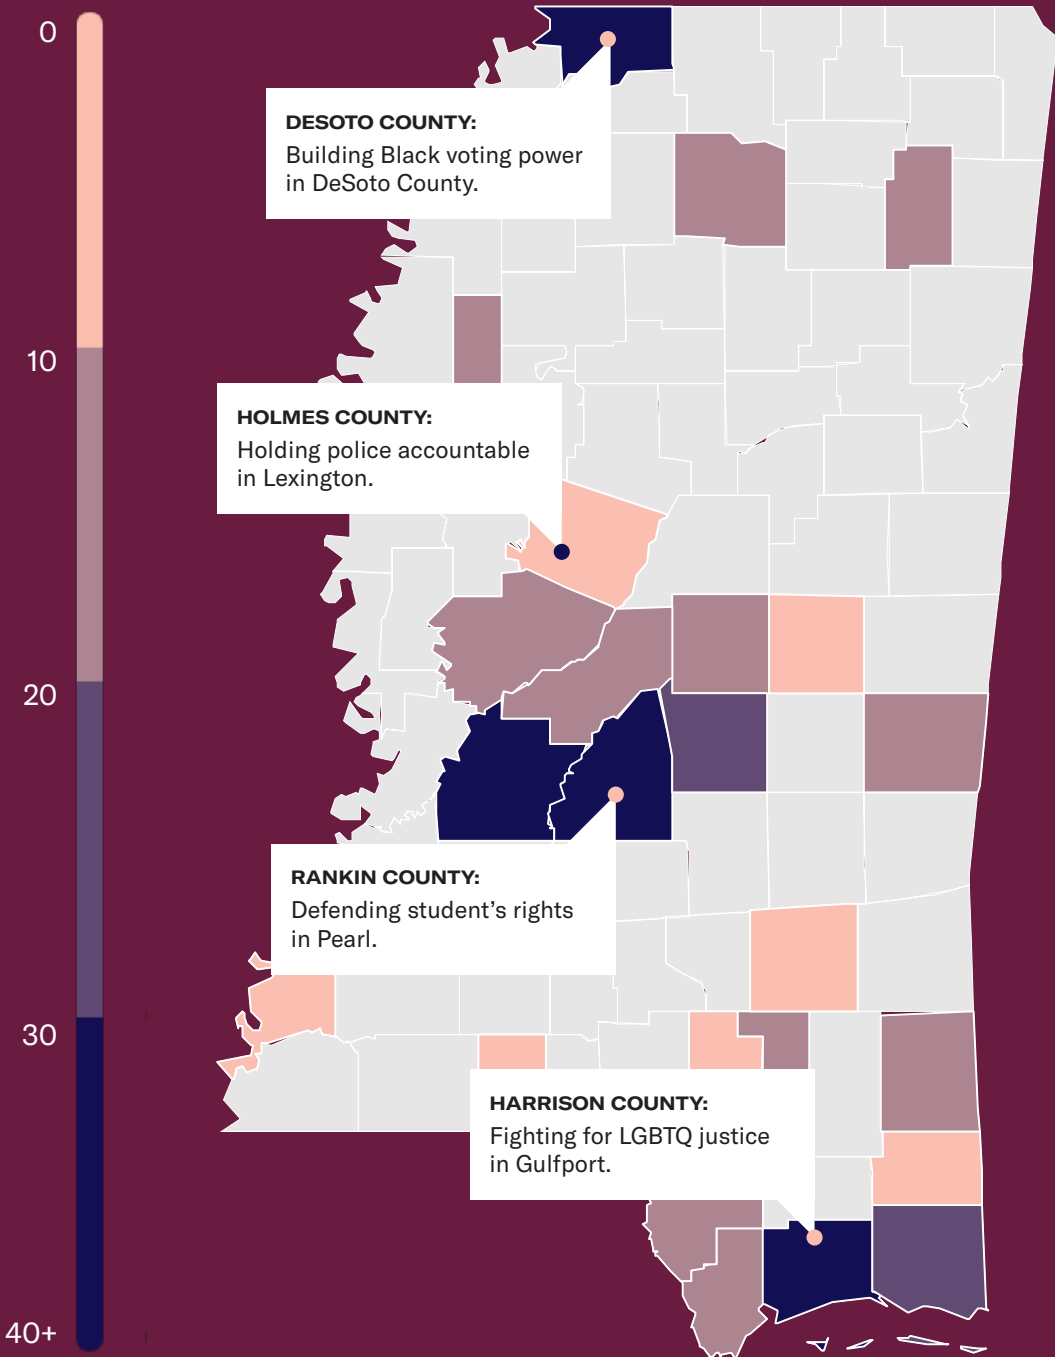 0
DESOTO COUNTY:
Building Black voting power
in DeSoto County.
10
HOLMES COUNTY:
Holding police accountable
in Lexington.
20
RANKIN COUNTY:
Defending student’s rights
in Pearl.
30
HARRISON COUNTY:
Fighting for LGBTQ justice
in Gulfport.
40+